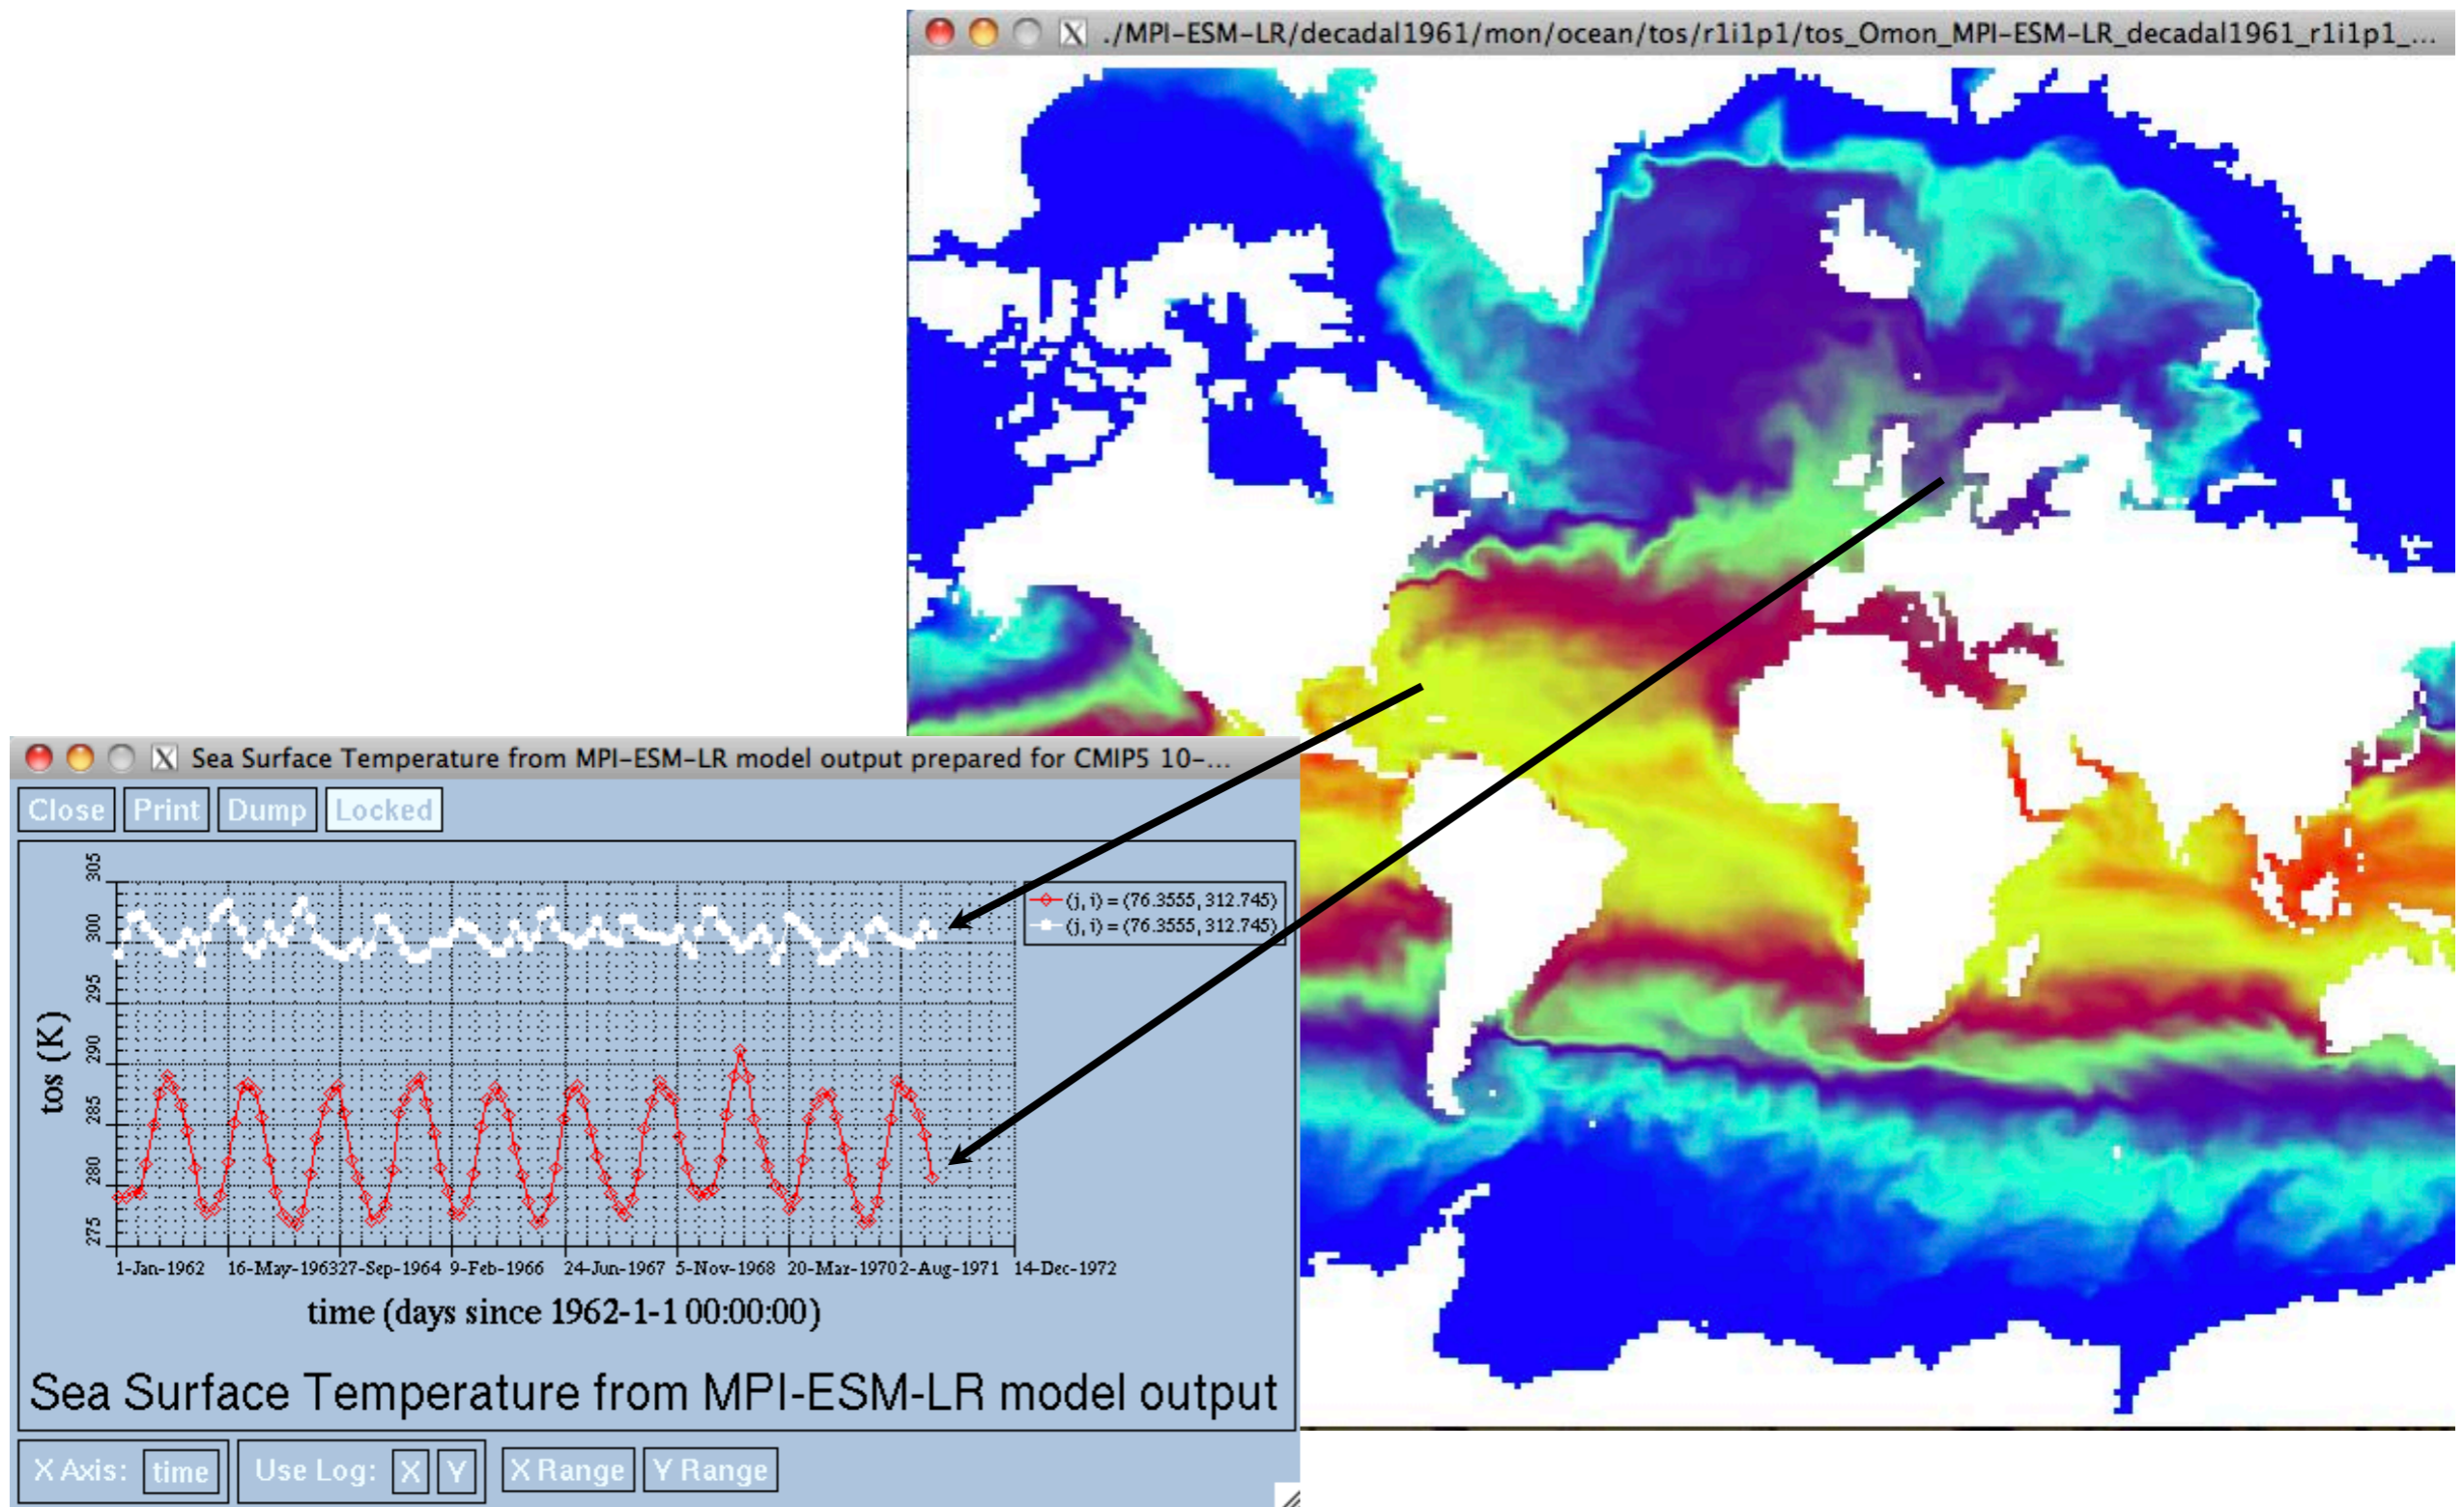 ./MPI-ESM-LR/decadal1961/mon/ocean/tos/r1i1p1/tos_Omon_MPI-ESM-LR_decadal1961_r1i1p1_...
X Sea Surface Temperature from MPI-ESM-LR model output prepared for CMIP5 10-...
Close Print Dump Locked
305
300
295
290
285
280
275
tos (K)
(j, i) = (76.3555, 312.745)
(j, i) = (76.3555, 312.745)
1-Jan-1962 16-May-1963 27-Sep-1964 9-Feb-1966 24-Jun-1967 5-Nov-1968 20-Mar-1970 2-Aug-1971 14-Dec-1972
time (days since 1962-1-1 00:00:00)
Sea Surface Temperature from MPI-ESM-LR model output
X Axis: time Use Log: X Y X Range Y Range